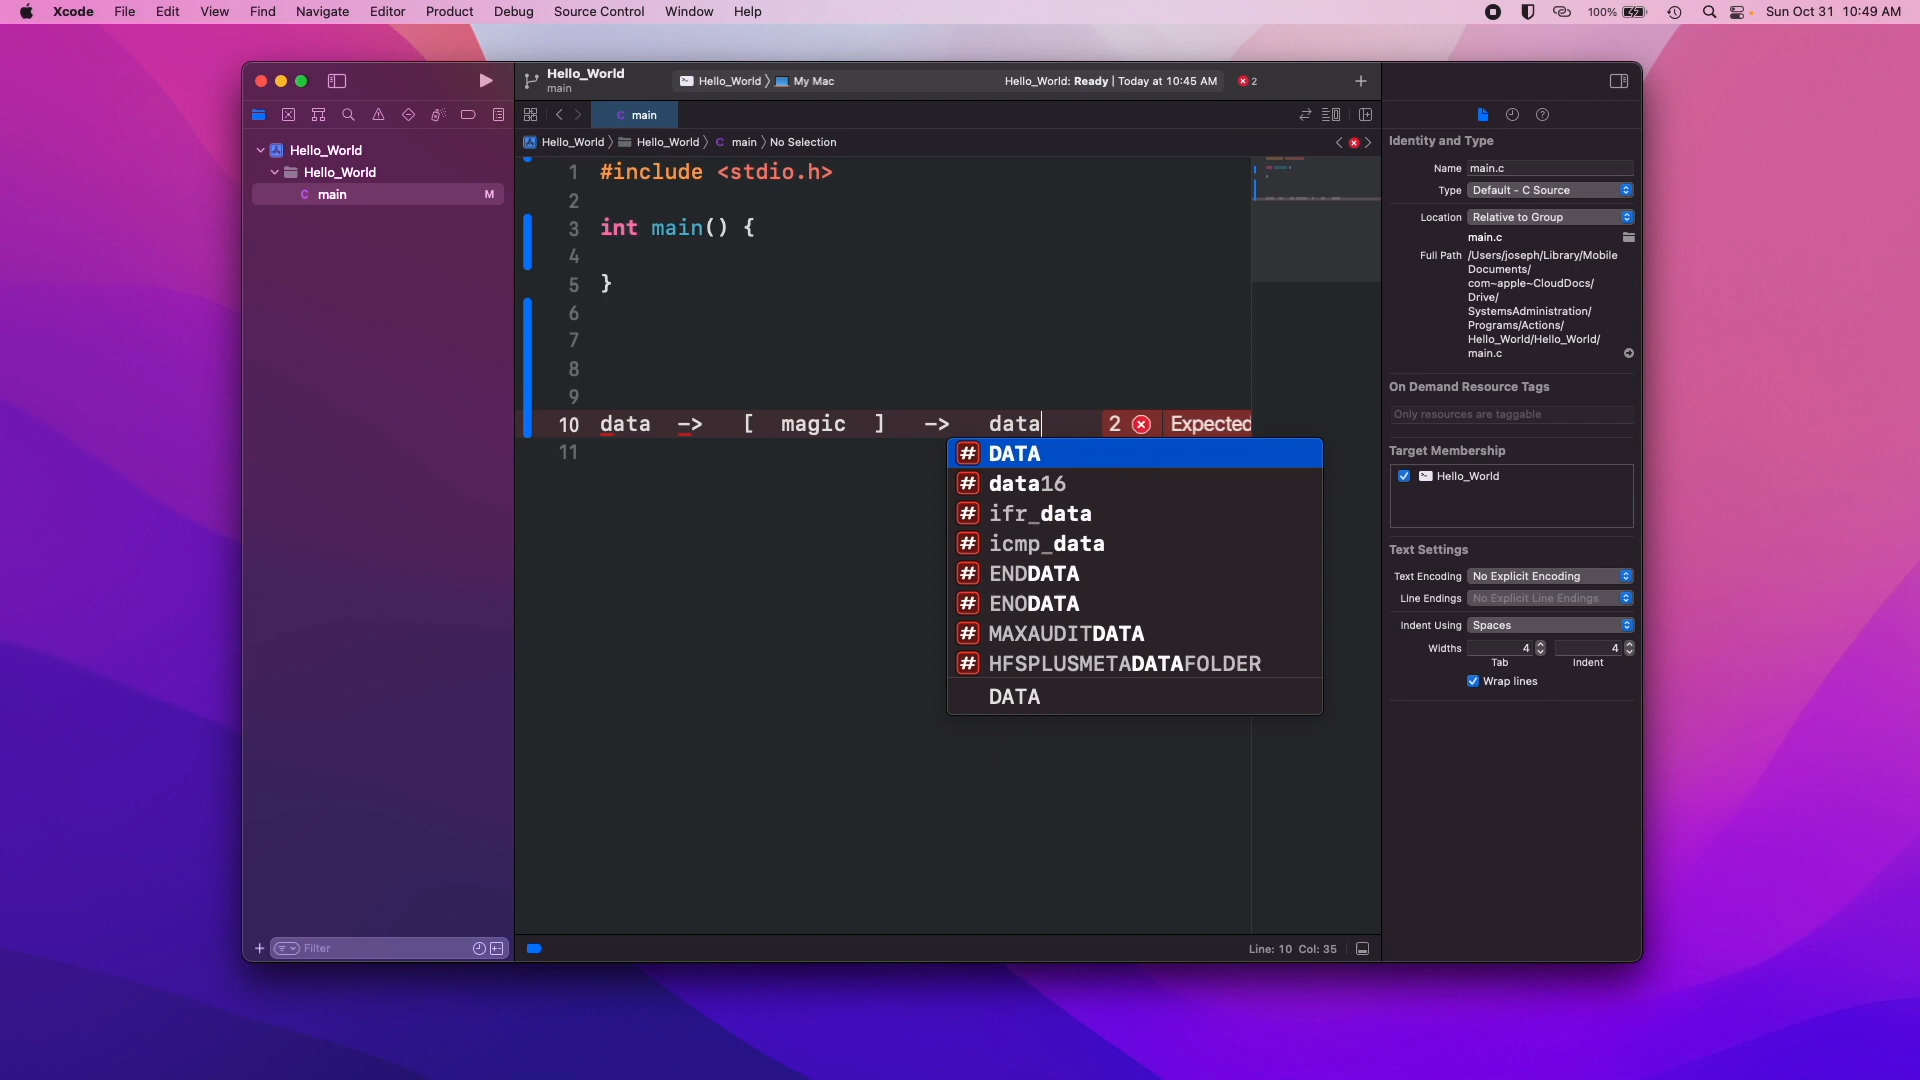 Xcode File Edit View Find Navigate Editor Product Debug Source Control Window Help 100% Sun Oct 31 10:49 AM
Hello_World
main
Hello_World My Mac Hello_World: Ready | Today at 10:45 AM 2
C main
Hello_World Hello_World C main No Selection
Hello_World
Hello_World
C main M
1 #include <stdio.h>
2
3 int main() {
4
5 }
6
7
8
9
10 data -> [ magic ] -> data 2 Expected
11
# DATA
# data16
# ifr_data
# icmp_data
# ENDDATA
# ENODATA
# MAXAUDITDATA
# HFSPLUSMETADATAFOLDER
DATA
Filter
Line: 10 Col: 35
Identity and Type
Name main.c
Type Default - C Source
Location Relative to Group
main.c
Full Path /Users/joseph/Library/Mobile
Documents/
com~apple~CloudDocs/
Drive/
SystemsAdministration/
Programs/Actions/
Hello_World/Hello_World/
main.c
On Demand Resource Tags
Only resources are taggable
Target Membership
Hello_World
Text Settings
Text Encoding No Explicit Encoding
Line Endings No Explicit Line Endings
Indent Using Spaces
Widths 4 4
Tab Indent
Wrap lines